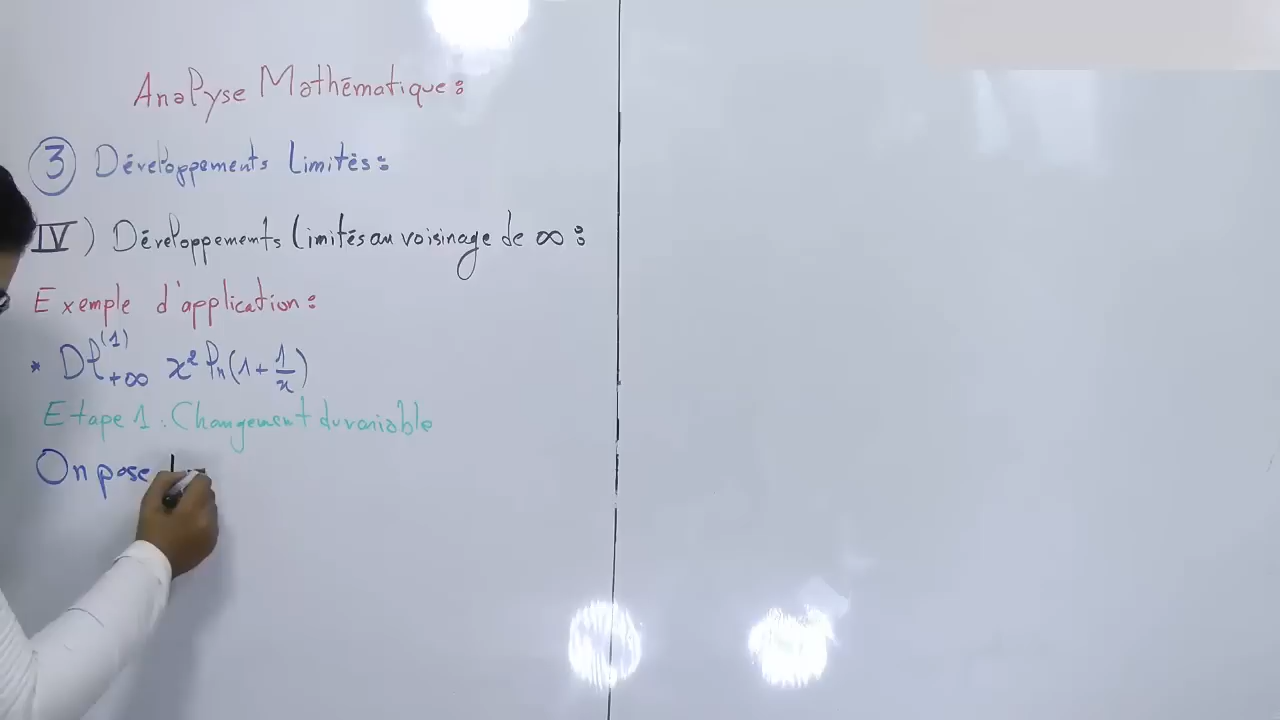 Analyse Mathématique :
3 Développements Limités :
IV) Développements Limités au voisinage de ∞ :
Exemple d'application :
* Dl⁽¹⁾₊∞ x² ln(1+1/x)
Etape 1 : Changement du variable
On pose